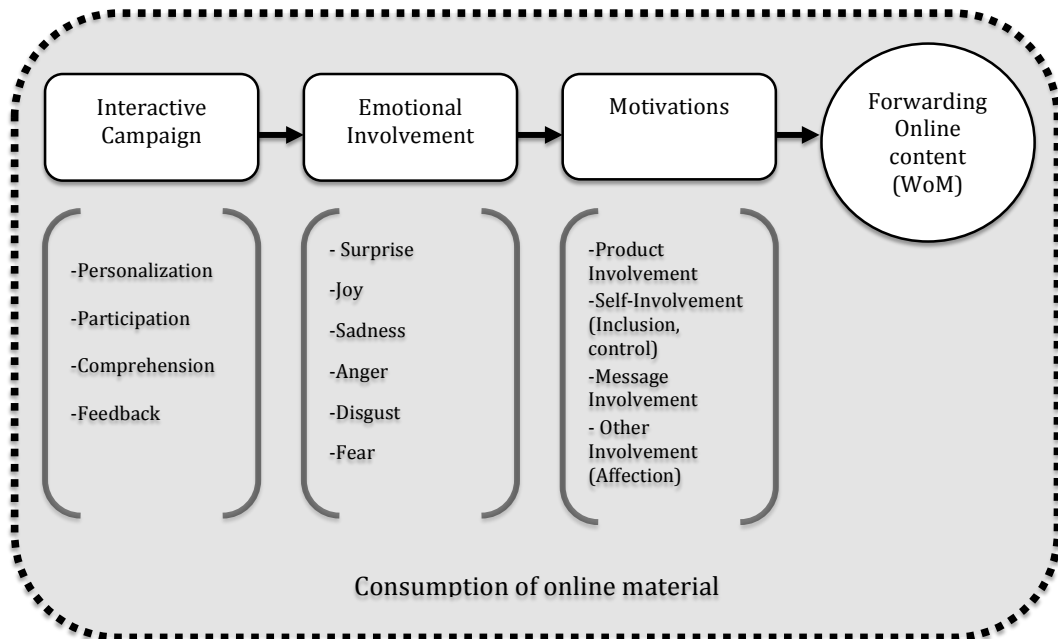 Interactive
Campaign
Emotional
Involvement
Motivations
Forwarding
Online
content
(WoM)
-Personalization
-Participation
-Comprehension
-Feedback
- Surprise
-Joy
-Sadness
-Anger
-Disgust
-Fear
-Product
Involvement
-Self-Involvement
(Inclusion,
control)
-Message
Involvement
- Other
Involvement
(Affection)
Consumption of online material